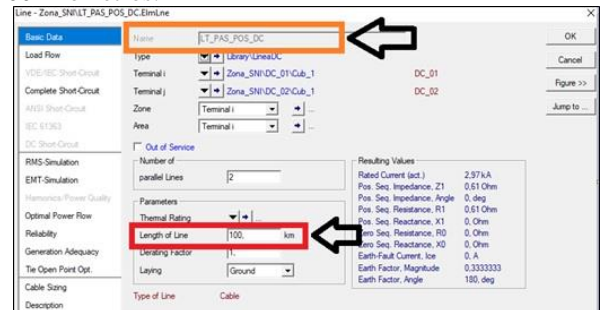 Line - Zona_SNI\LT_PAS_POS_DC.ElmLne
Basic Data
Load Flow
VDE/IEC Short-Circuit
Complete Short-Circuit
ANSI Short-Circuit
IEC 61363
DC Short-Circuit
RMS-Simulation
EMT-Simulation
Harmonics/Power Quality
Optimal Power Flow
Reliability
Generation Adequacy
Tie Open Point Opt.
Cable Sizing
Description
Name LT_PAS_POS_DC
Type Library\LineaDC
Terminal i Zona_SNI\DC_01\Cub_1 DC_01
Terminal j Zona_SNI\DC_02\Cub_1 DC_02
Zone Terminal i ...
Area Terminal i ...
Out of Service
Number of
parallel Lines 2
Parameters
Thermal Rating ...
Length of Line 100, km
Derating Factor 1,
Laying Ground
Type of Line Cable
Resulting Values
Rated Current (act.) 2,97 kA
Pos. Seq. Impedance, Z1 0,61 Ohm
Pos. Seq. Impedance, Angle 0, deg
Pos. Seq. Resistance, R1 0,61 Ohm
Pos. Seq. Reactance, X1 0, Ohm
Zero Seq. Resistance, R0 0, Ohm
Zero Seq. Reactance, X0 0, Ohm
Earth-Fault Current, Ice 0, A
Earth Factor, Magnitude 0,3333333
Earth Factor, Angle 180, deg
OK
Cancel
Figure >>
Jump to ...